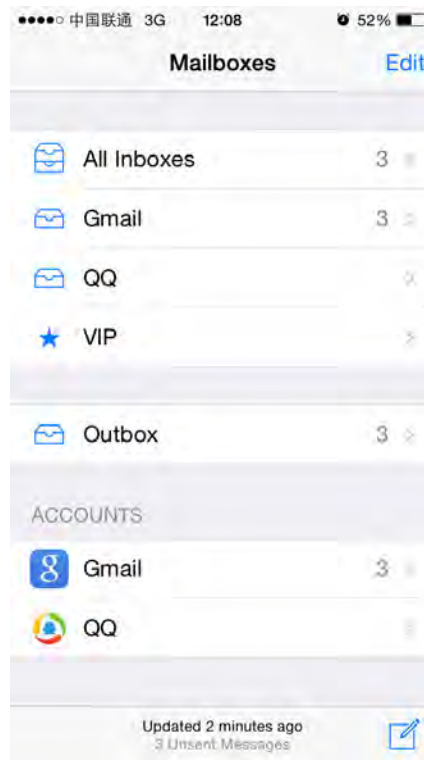 中国联通 3G 12:08 52%
Mailboxes Edit
All Inboxes 3
Gmail 3
QQ
VIP
Outbox 3
ACCOUNTS
Gmail 3
QQ
Updated 2 minutes ago
3 Unsent Messages